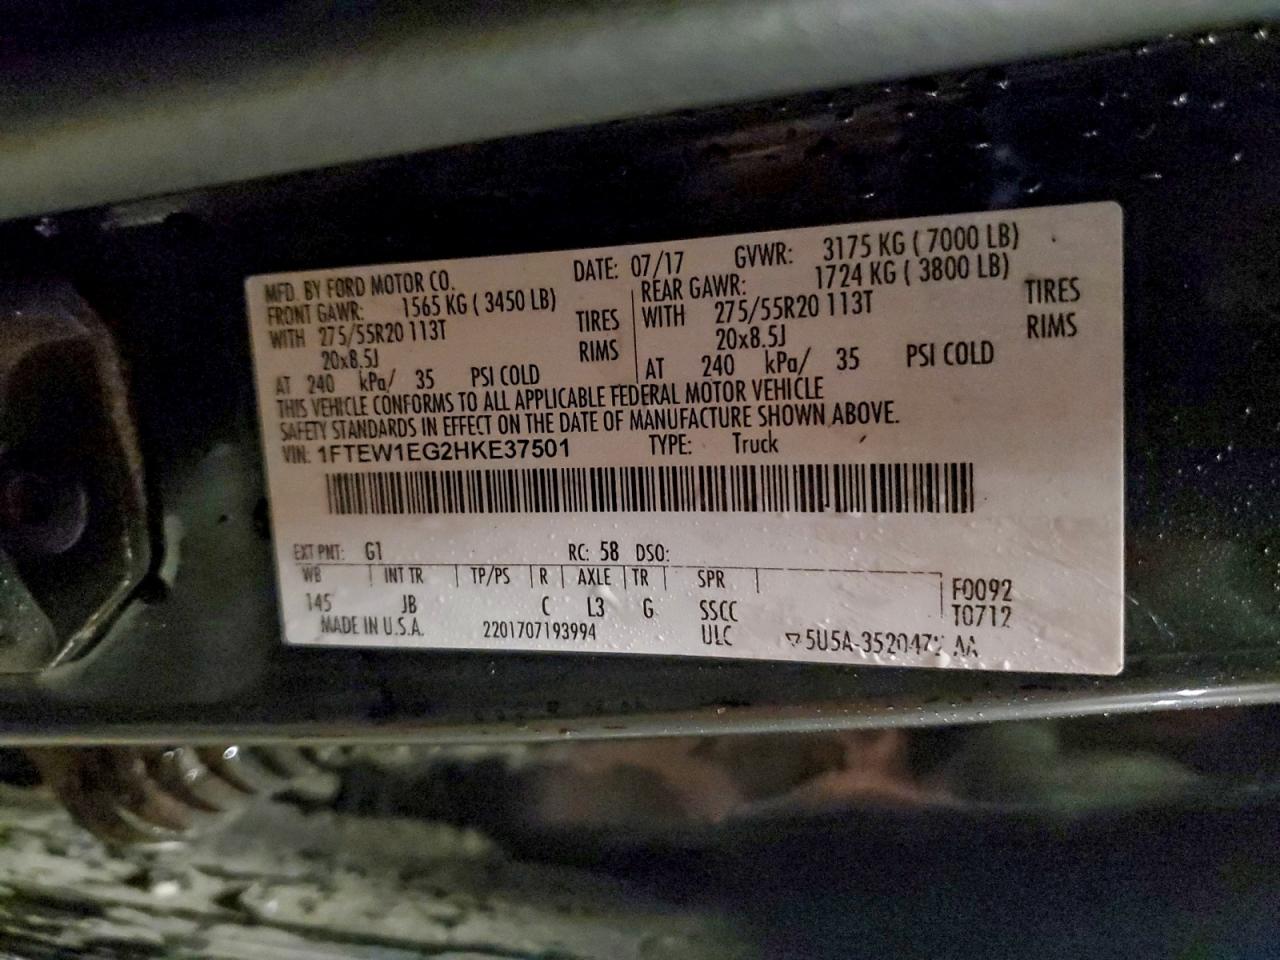 MFD. BY FORD MOTOR CO. DATE: 07/17 GVWR: 3175 KG ( 7000 LB)
FRONT GAWR: 1565 KG ( 3450 LB) REAR GAWR: 1724 KG ( 3800 LB)
WITH 275/55R20 113T TIRES WITH 275/55R20 113T TIRES
20x8.5J RIMS 20x8.5J RIMS
AT 240 kPa/ 35 PSI COLD AT 240 kPa/ 35 PSI COLD
THIS VEHICLE CONFORMS TO ALL APPLICABLE FEDERAL MOTOR VEHICLE
SAFETY STANDARDS IN EFFECT ON THE DATE OF MANUFACTURE SHOWN ABOVE.
VIN: 1FTEW1EG2HKE37501 TYPE: Truck
EXT PNT: G1 RC: 58 DSO:
WB INT TR TP/PS R AXLE TR SPR F0092
145 JB C L3 G SSCC T0712
MADE IN U.S.A. 2201707193994 ULC